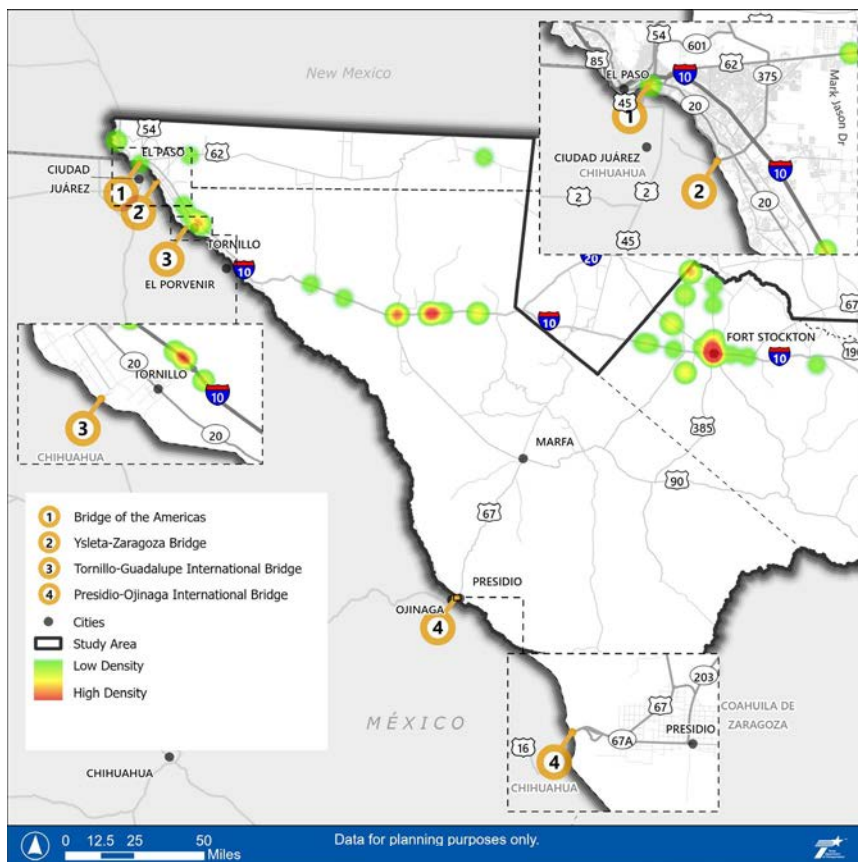 New Mexico
54
EL PASO
62
CIUDAD
JUÁREZ
1
2
3
TORNILLO
10
EL PORVENIR
54
601
85
62
EL PASO
10
375
45
20
Mark Jason Dr
1
CIUDAD JUÁREZ
CHIHUAHUA
2
2
2
10
20
45
20
67
10
FORT STOCKTON
10
190
385
MARFA
90
67
20
TORNILLO
10
3
20
CHIHUAHUA
1 Bridge of the Americas
2 Ysleta-Zaragoza Bridge
3 Tornillo-Guadalupe International Bridge
4 Presidio-Ojinaga International Bridge
Cities
Study Area
Low Density
High Density
PRESIDIO
OJINAGA
4
MÉXICO
CHIHUAHUA
203
67
COAHUILA DE
ZARAGOZA
PRESIDIO
67A
16
4
CHIHUAHUA
0 12.5 25 50
Miles
Data for planning purposes only.